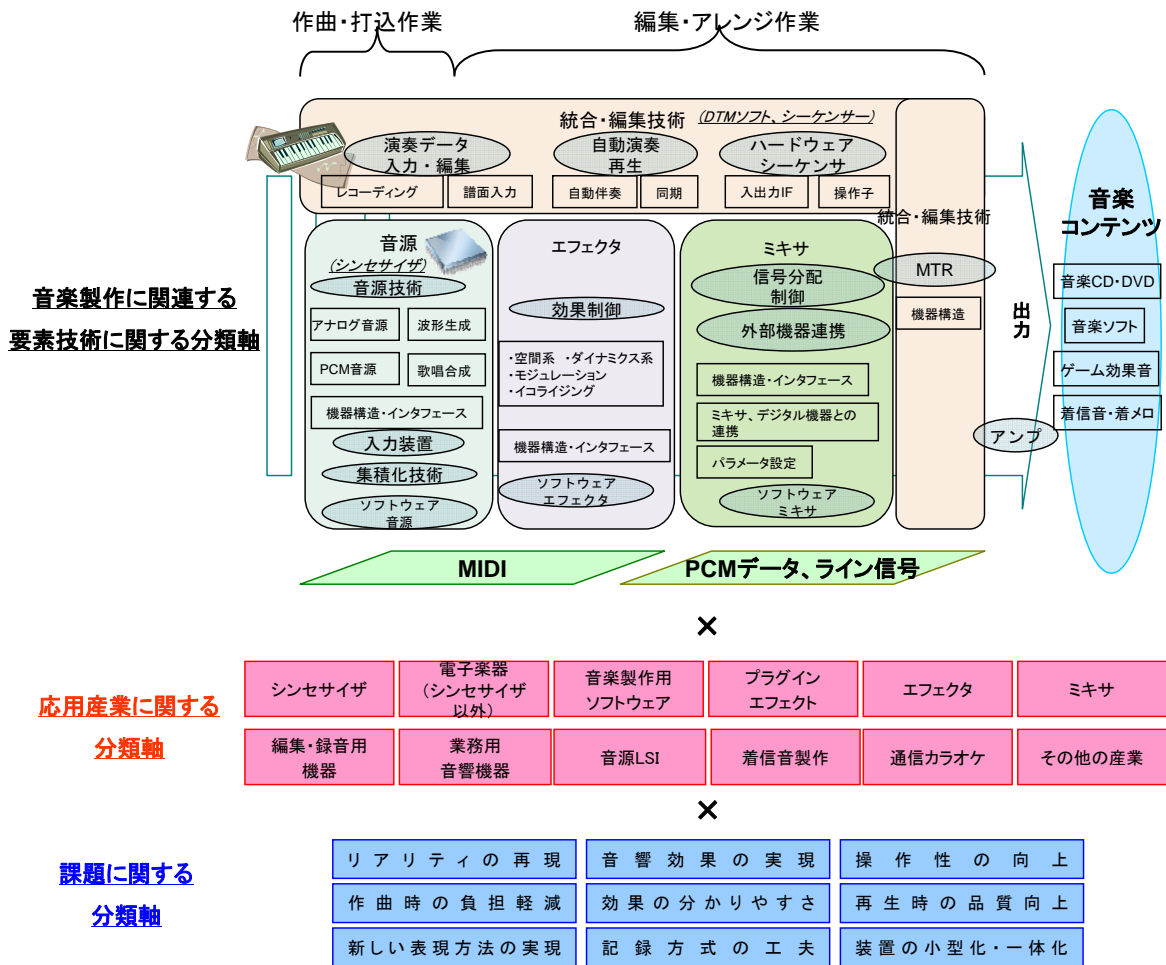 作曲・打込作業
編集・アレンジ作業
統合・編集技術
(DTMソフト、シーケンサー)
演奏データ
入力・編集
自動演奏
再生
ハードウェア
シーケンサ
レコーディング
譜面入力
自動伴奏
同期
入出力IF
操作子
統合・編集技術
MTR
機器構造
音源
(シンセサイザ)
音源技術
アナログ音源
波形生成
PCM音源
歌唱合成
機器構造・インタフェース
入力装置
集積化技術
ソフトウェア
音源
エフェクタ
効果制御
・空間系 ・ダイナミクス系
・モジュレーション
・イコライジング
機器構造・インタフェース
ソフトウェア
エフェクタ
ミキサ
信号分配
制御
外部機器連携
機器構造・インタフェース
ミキサ、デジタル機器との
連携
パラメータ設定
ソフトウェア
ミキサ
出力
アンプ
音楽
コンテンツ
音楽CD・DVD
音楽ソフト
ゲーム効果音
着信音・着メロ
音楽製作に関連する
要素技術に関する分類軸
MIDI
PCMデータ、ライン信号
×
応用産業に関する
分類軸
シンセサイザ
電子楽器
(シンセサイザ
以外)
音楽製作用
ソフトウェア
プラグイン
エフェクト
エフェクタ
ミキサ
編集・録音用
機器
業務用
音響機器
音源LSI
着信音製作
通信カラオケ
その他の産業
×
課題に関する
分類軸
リアリティの再現
音響効果の実現
操作性の向上
作曲時の負担軽減
効果の分かりやすさ
再生時の品質向上
新しい表現方法の実現
記録方式の工夫
装置の小型化・一体化